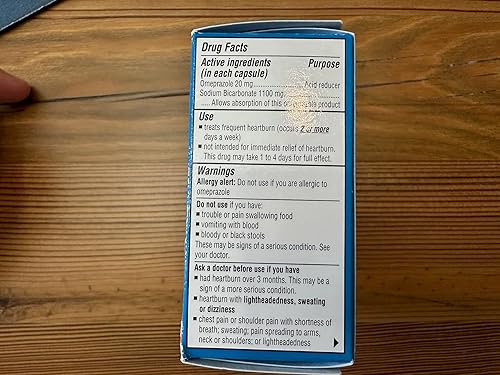 Drug Facts
Active ingredients Purpose
(in each capsule)
Omeprazole 20 mg..................Acid reducer
Sodium Bicarbonate 1100 mg.
..... Allows absorption of this product
Use
▪ treats frequent heartburn (occurs 2 or more
days a week)
▪ not intended for immediate relief of heartburn.
This drug may take 1 to 4 days for full effect.
Warnings
Allergy alert: Do not use if you are allergic to
omeprazole
Do not use if you have:
▪ trouble or pain swallowing food
▪ vomiting with blood
▪ bloody or black stools
These may be signs of a serious condition. See
your doctor.
Ask a doctor before use if you have
▪ had heartburn over 3 months. This may be a
sign of a more serious condition.
▪ heartburn with lightheadedness, sweating
or dizziness
▪ chest pain or shoulder pain with shortness of
breath; sweating; pain spreading to arms,
neck or shoulders; or lightheadedness